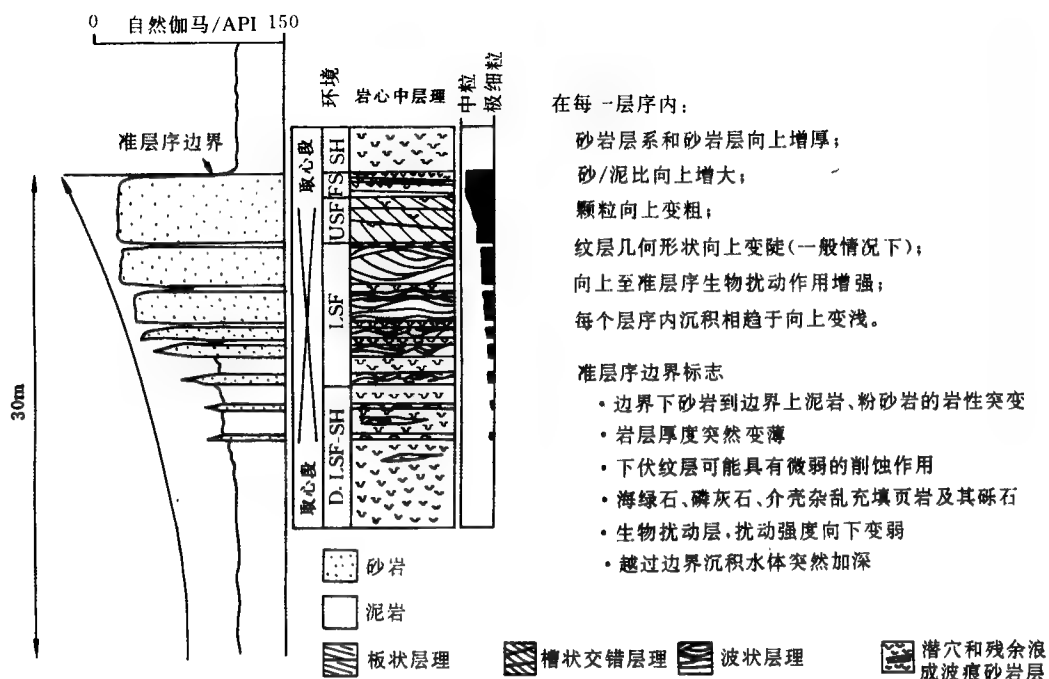 0 自然伽马/API 150
准层序边界
30m
环境
岩心中层理
中粒
极细粒
取心段
取心段
SH
FS
USF
LSF
D. LSF-SH
在每一层序内:
砂岩层系和砂岩层向上增厚;
砂/泥比向上增大;
颗粒向上变粗;
纹层几何形状向上变陡(一般情况下);
向上至准层序生物扰动作用增强;
每个层序内沉积相趋于向上变浅。
准层序边界标志
・边界下砂岩到边界上泥岩、粉砂岩的岩性突变
・岩层厚度突然变薄
・下伏纹层可能具有微弱的削蚀作用
・海绿石、磷灰石、介壳杂乱充填页岩及其砾石
・生物扰动层,扰动强度向下变弱
・越过边界沉积水体突然加深
砂岩
泥岩
板状层理
槽状交错层理
波状层理
潜穴和残余浪
成波痕砂岩层